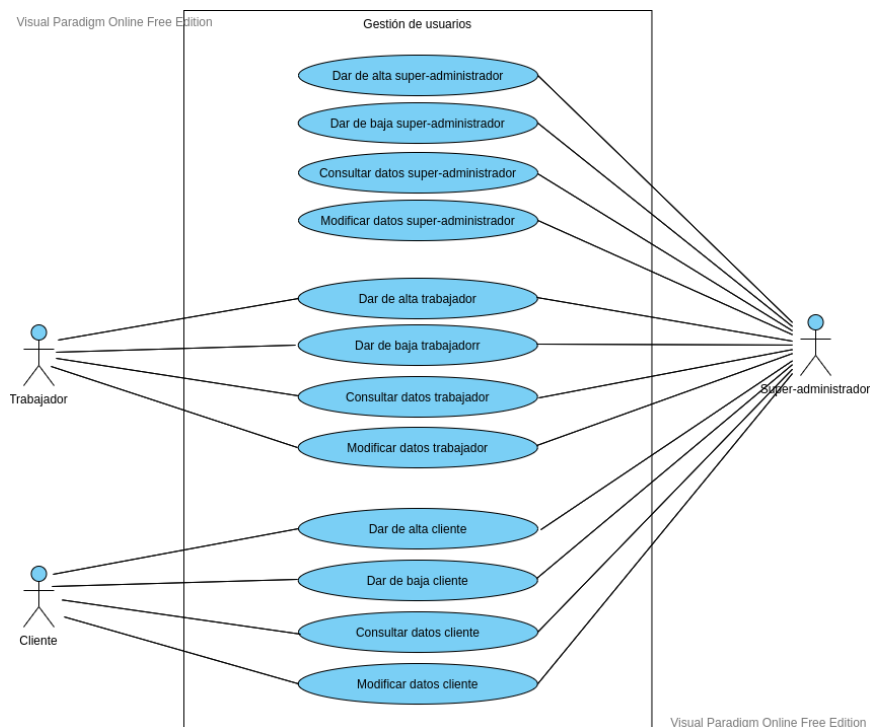 Visual Paradigm Online Free Edition
Gestión de usuarios
Dar de alta super-administrador
Dar de baja super-administrador
Consultar datos super-administrador
Modificar datos super-administrador
Dar de alta trabajador
Dar de baja trabajadorr
Consultar datos trabajador
Modificar datos trabajador
Trabajador
Super-administrador
Dar de alta cliente
Dar de baja cliente
Consultar datos cliente
Modificar datos cliente
Cliente
Visual Paradigm Online Free Edition